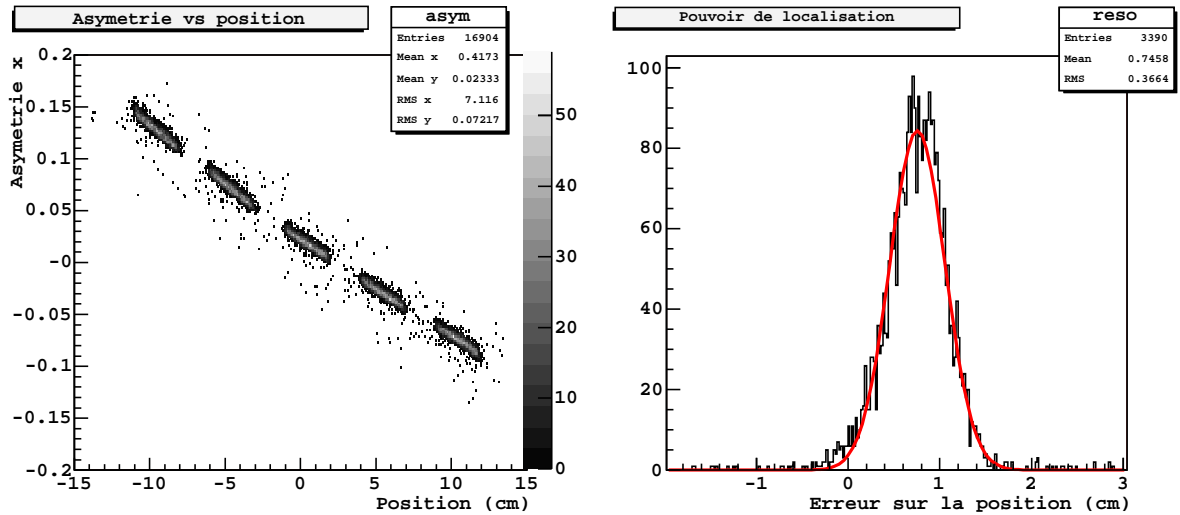 Asymetrie vs position
asym
Entries 16904
Mean x 0.4173
Mean y 0.02333
RMS x 7.116
RMS y 0.07217
Asymetrie x
0.2
0.15
0.1
0.05
-0
-0.05
-0.1
-0.15
-0.2
-15 -10 -5 0 5 10 15
Position (cm)
50
40
30
20
10
0
Pouvoir de localisation
reso
Entries 3390
Mean 0.7458
RMS 0.3664
100
80
60
40
20
0
-1 0 1 2 3
Erreur sur la position (cm)